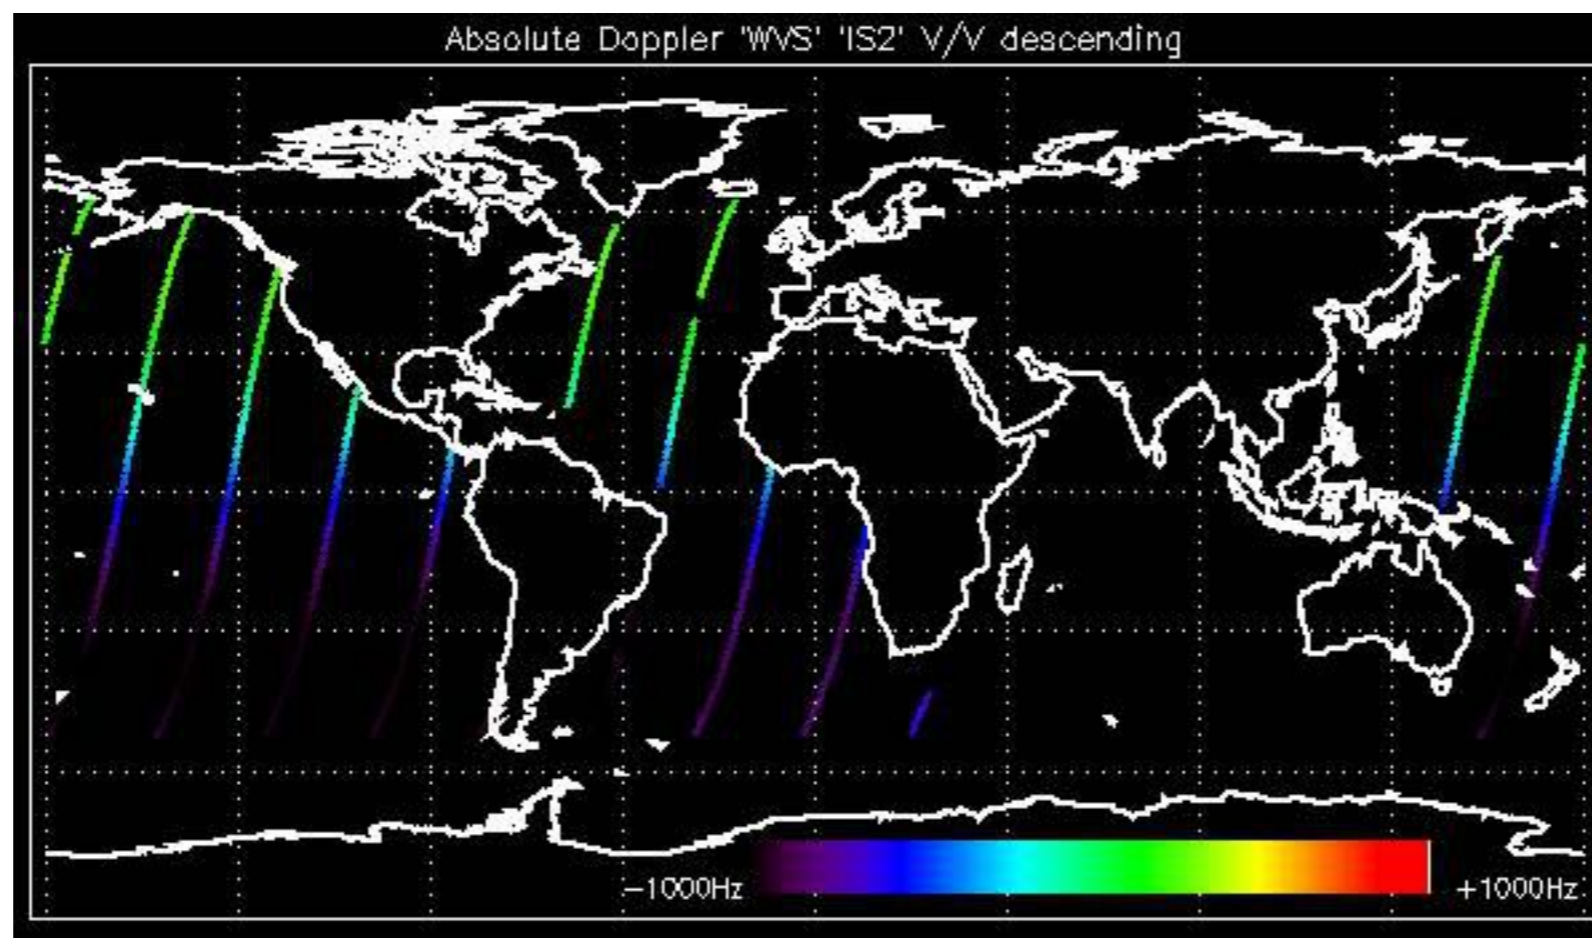 Absolute Doppler 'WVS' 'IS2' V/V descending
-1000Hz +1000Hz